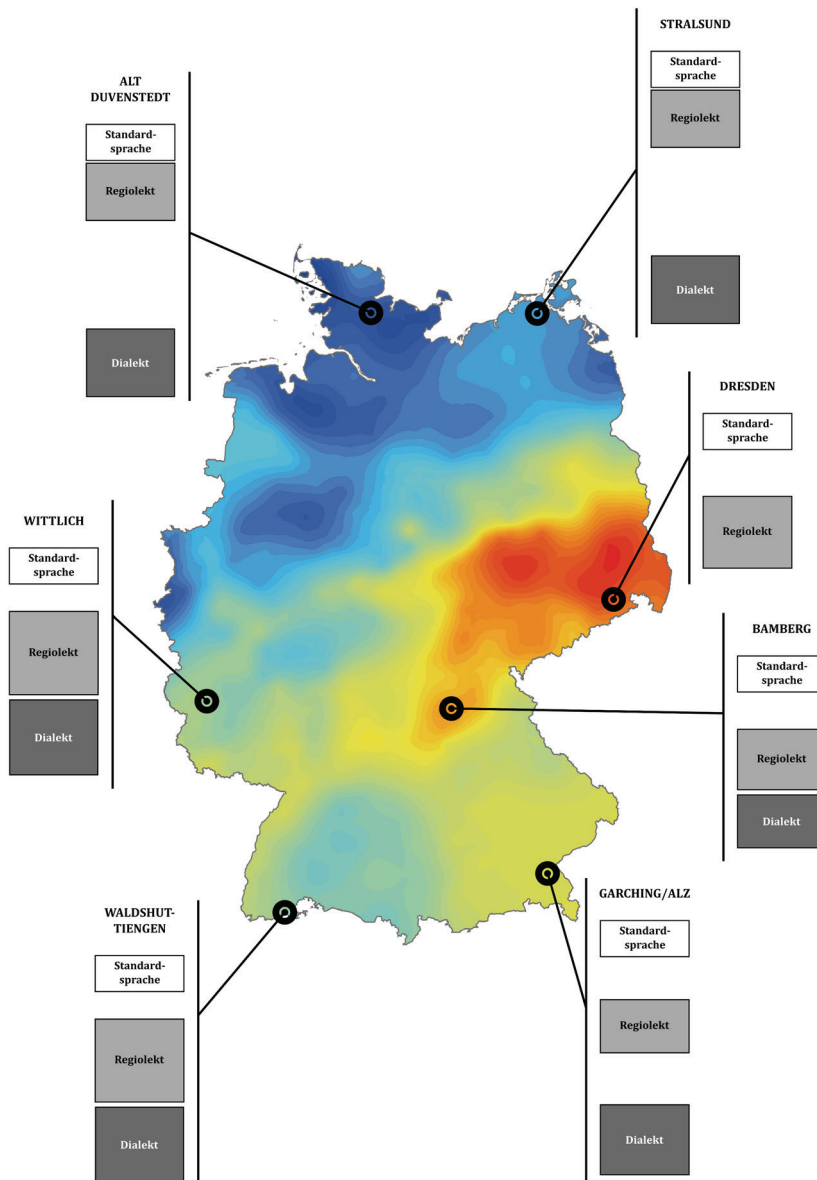 STRALSUND
Standard-
sprache
Regiolekt
Dialekt
ALT
DUVENSTEDT
Standard-
sprache
Regiolekt
Dialekt
DRESDEN
Standard-
sprache
Regiolekt
WITTLICH
Standard-
sprache
Regiolekt
Dialekt
BAMBERG
Standard-
sprache
Regiolekt
Dialekt
GARCHING/ALZ
Standard-
sprache
Regiolekt
Dialekt
WALDSHUT-
TIENGEN
Standard-
sprache
Regiolekt
Dialekt